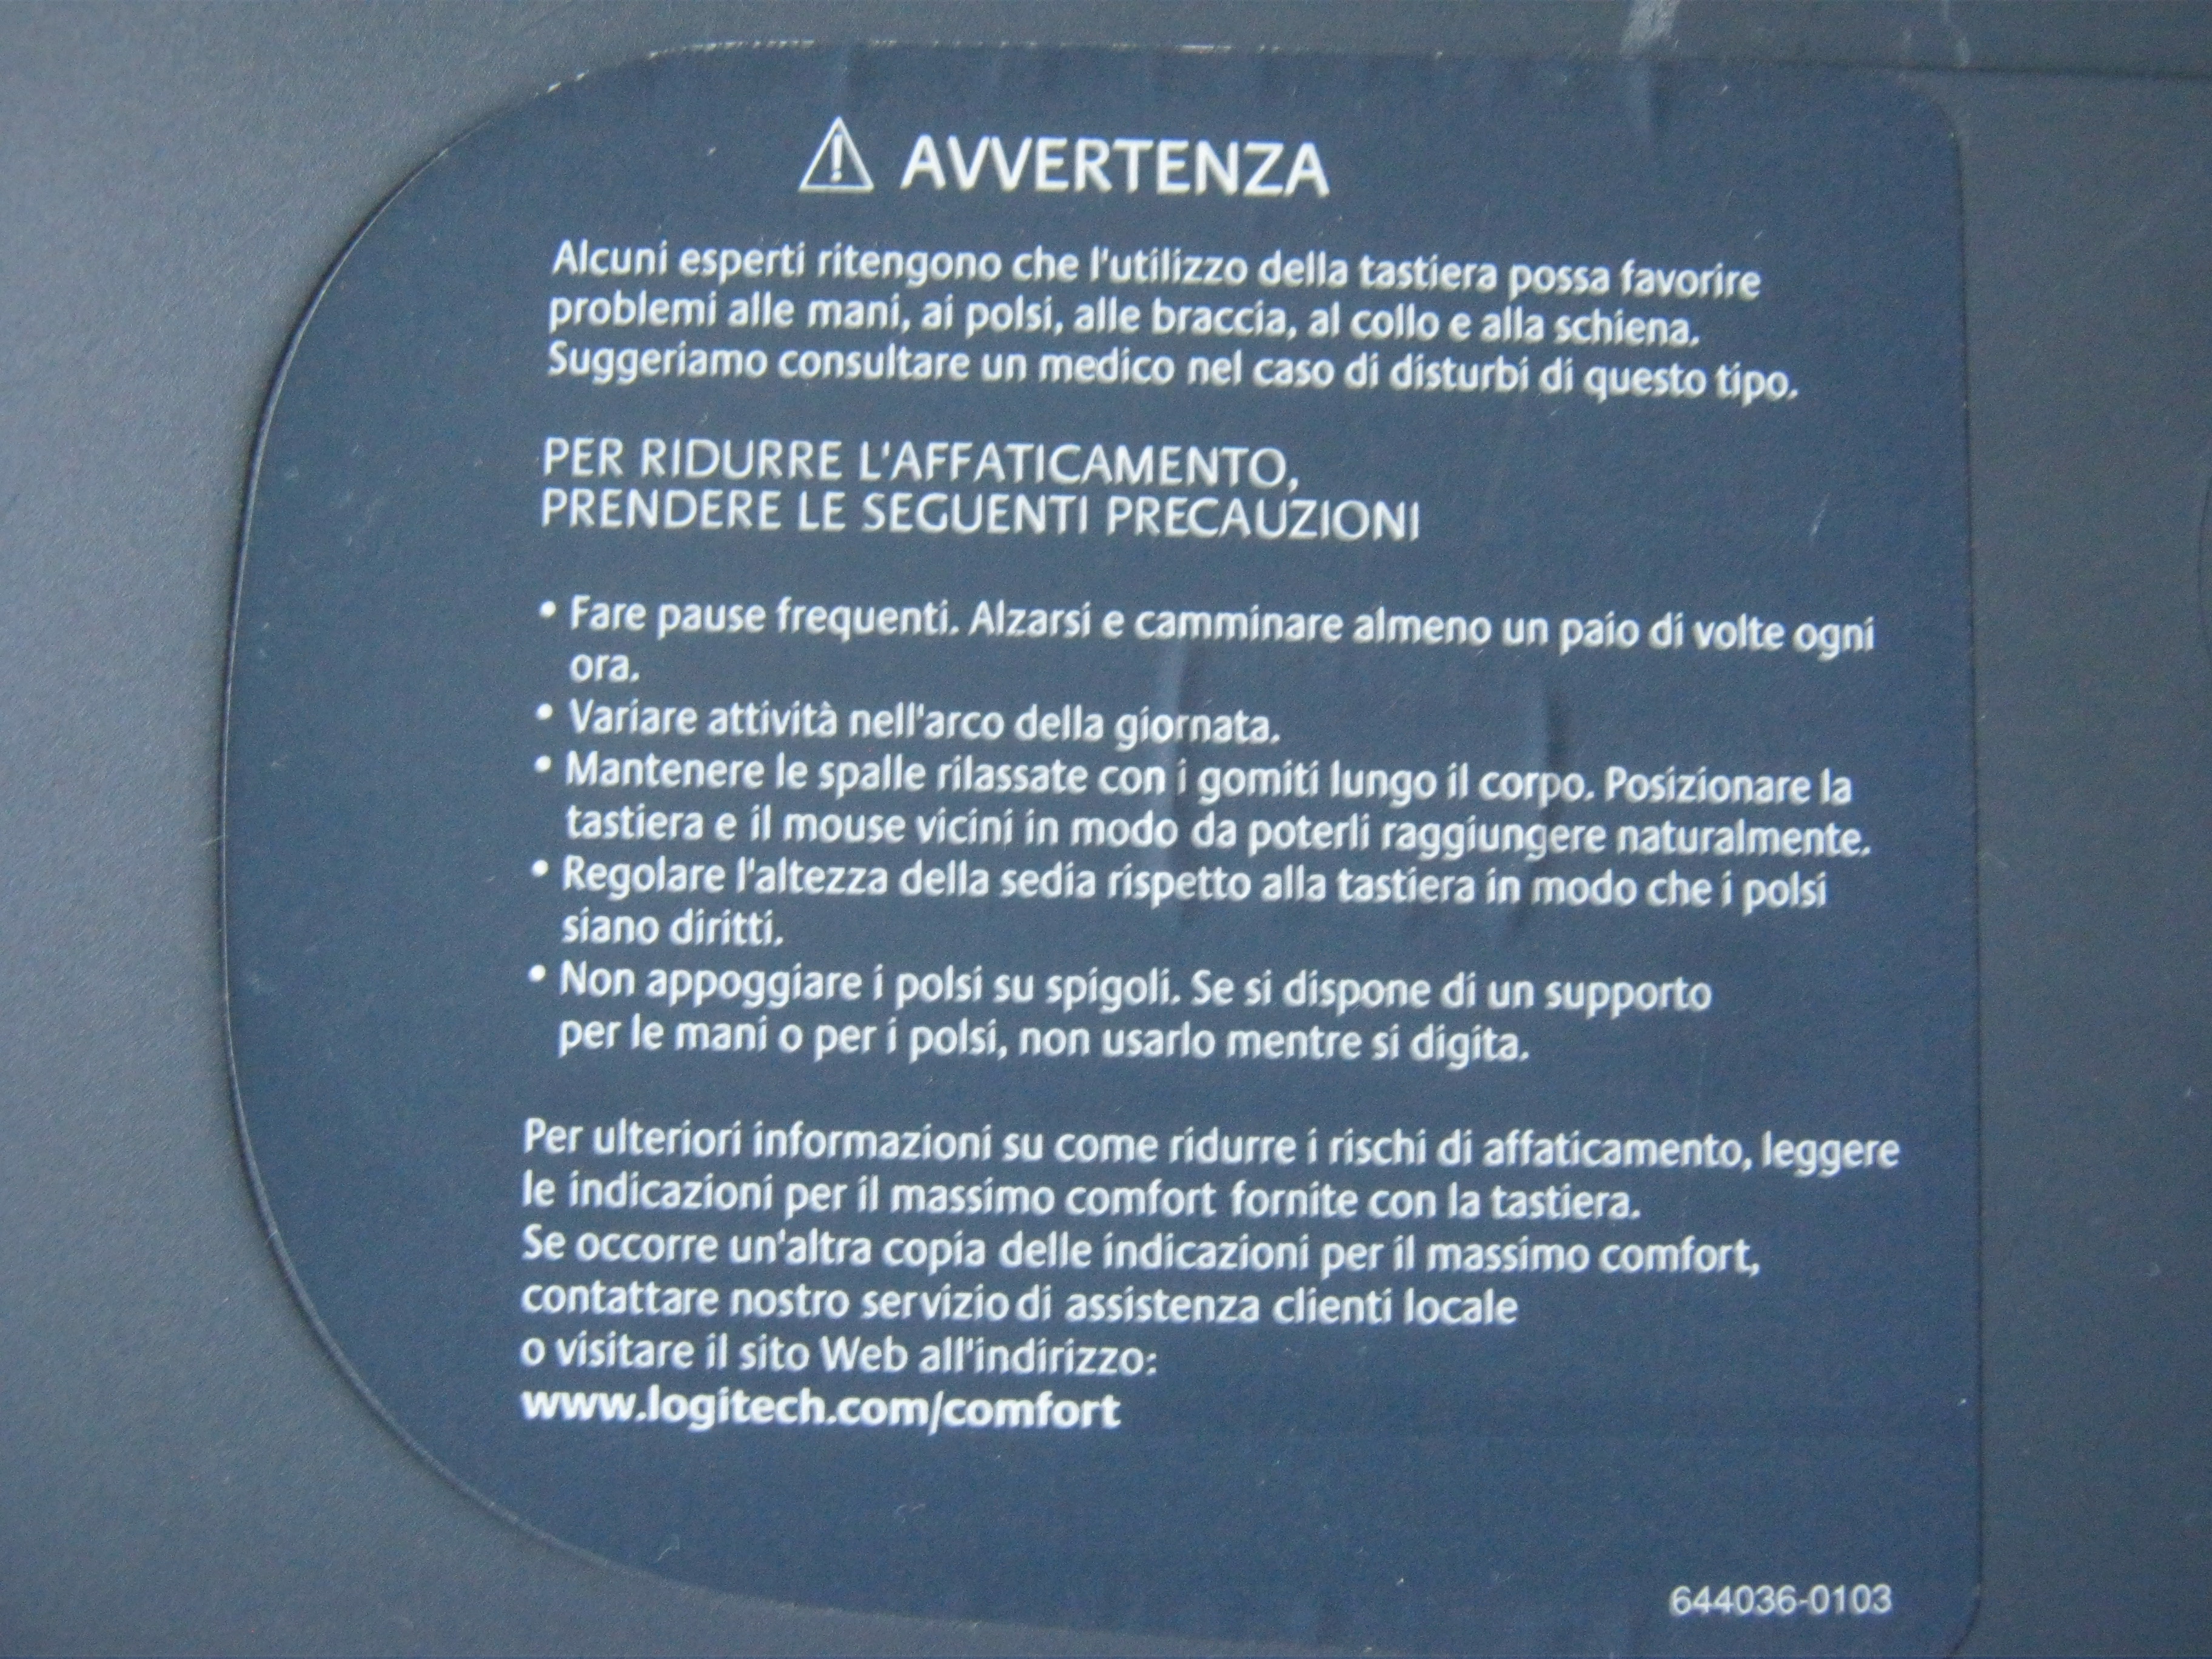 ⚠ AVVERTENZA
Alcuni esperti ritengono che l'utilizzo della tastiera possa favorire
problemi alle mani, ai polsi, alle braccia, al collo e alla schiena.
Suggeriamo consultare un medico nel caso di disturbi di questo tipo.
PER RIDURRE L'AFFATICAMENTO,
PRENDERE LE SEGUENTI PRECAUZIONI
• Fare pause frequenti. Alzarsi e camminare almeno un paio di volte ogni
ora.
• Variare attività nell'arco della giornata.
• Mantenere le spalle rilassate con i gomiti lungo il corpo. Posizionare la
tastiera e il mouse vicini in modo da poterli raggiungere naturalmente.
• Regolare l'altezza della sedia rispetto alla tastiera in modo che i polsi
siano diritti.
• Non appoggiare i polsi su spigoli. Se si dispone di un supporto
per le mani o per i polsi, non usarlo mentre si digita.
Per ulteriori informazioni su come ridurre i rischi di affaticamento, leggere
le indicazioni per il massimo comfort fornite con la tastiera.
Se occorre un'altra copia delle indicazioni per il massimo comfort,
contattare nostro servizio di assistenza clienti locale
o visitare il sito Web all'indirizzo:
www.logitech.com/comfort
644036-0103